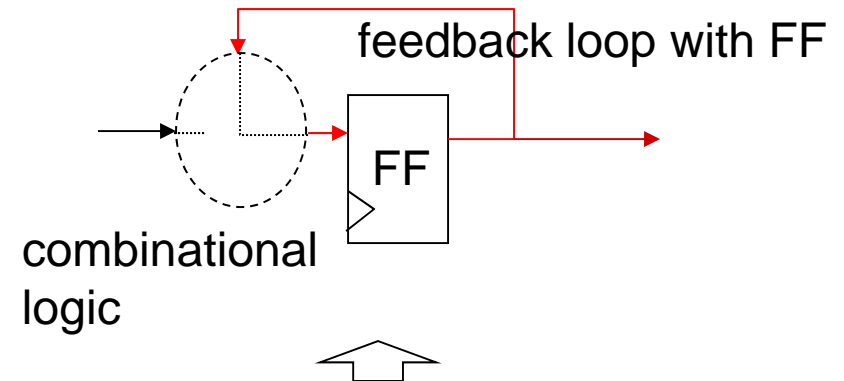 feedback loop with FF
FF
combinational
logic